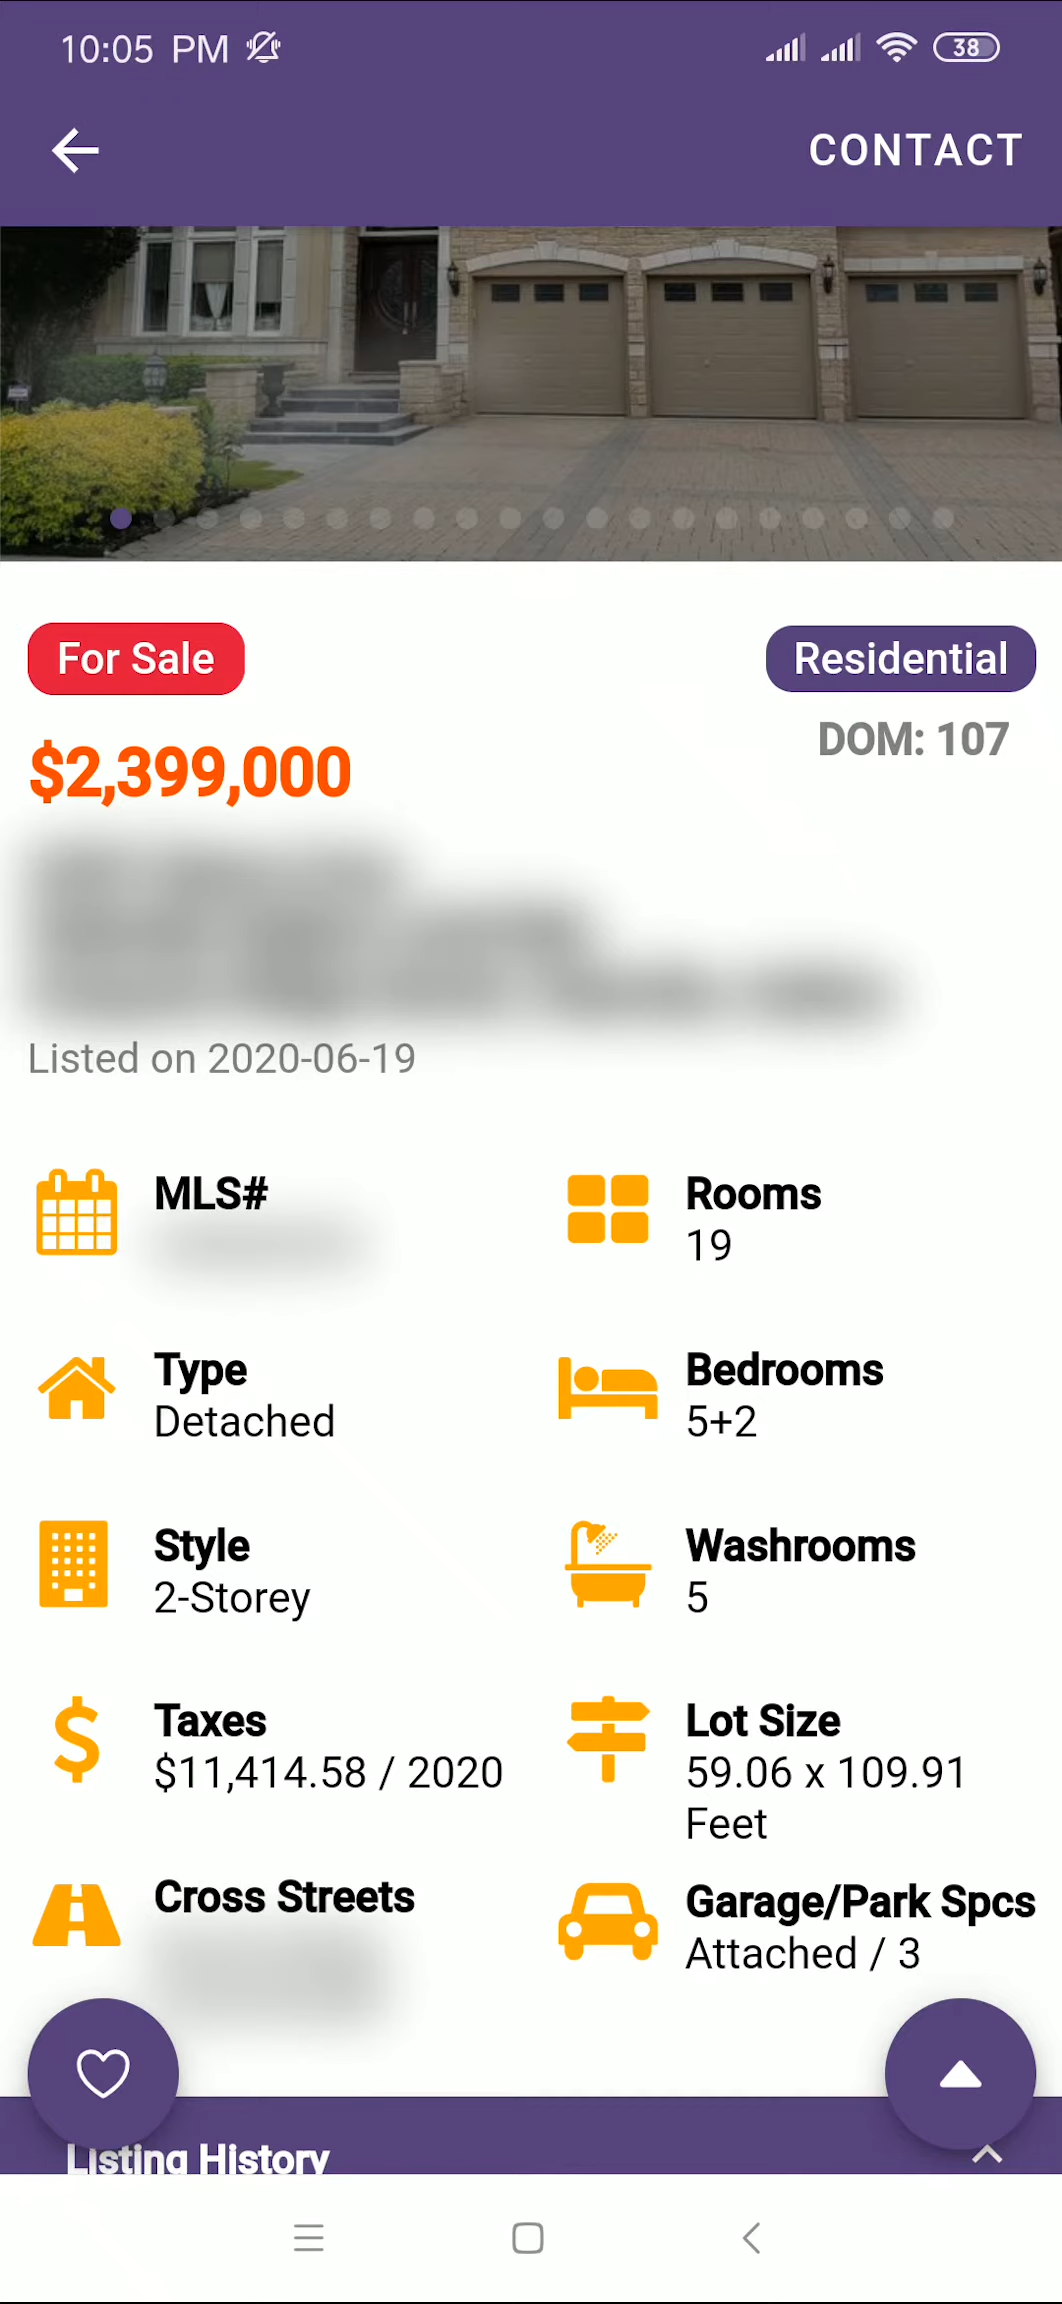 10:05 PM
38
CONTACT
For Sale
Residential
DOM: 107
$2,399,000
Listed on 2020-06-19
MLS#
Rooms
19
Type
Detached
Bedrooms
5+2
Style
2-Storey
Washrooms
5
Taxes
$11,414.58 / 2020
Lot Size
59.06 x 109.91
Feet
Cross Streets
Garage/Park Spcs
Attached / 3
Listing History